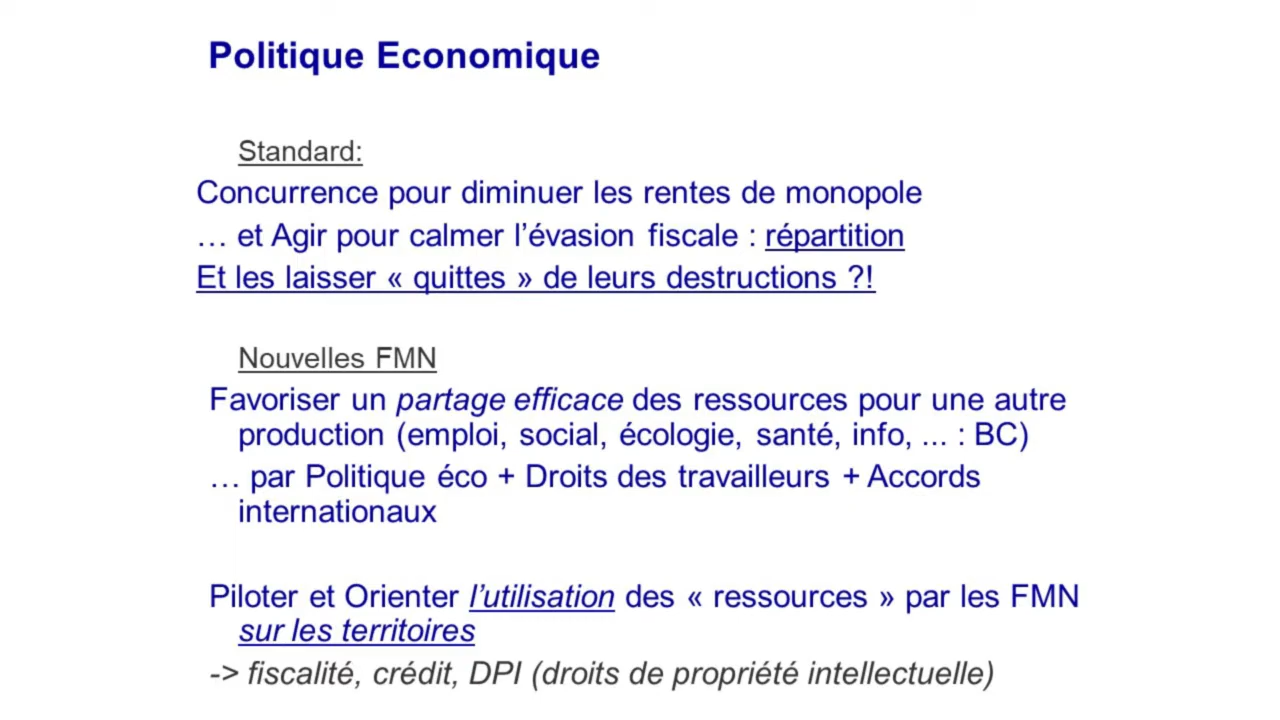 Politique Economique
Standard:
Concurrence pour diminuer les rentes de monopole
… et Agir pour calmer l’évasion fiscale : répartition
Et les laisser « quittes » de leurs destructions ?!
Nouvelles FMN
Favoriser un partage efficace des ressources pour une autre
production (emploi, social, écologie, santé, info, ... : BC)
… par Politique éco + Droits des travailleurs + Accords
internationaux
Piloter et Orienter l’utilisation des « ressources » par les FMN
sur les territoires
-> fiscalité, crédit, DPI (droits de propriété intellectuelle)